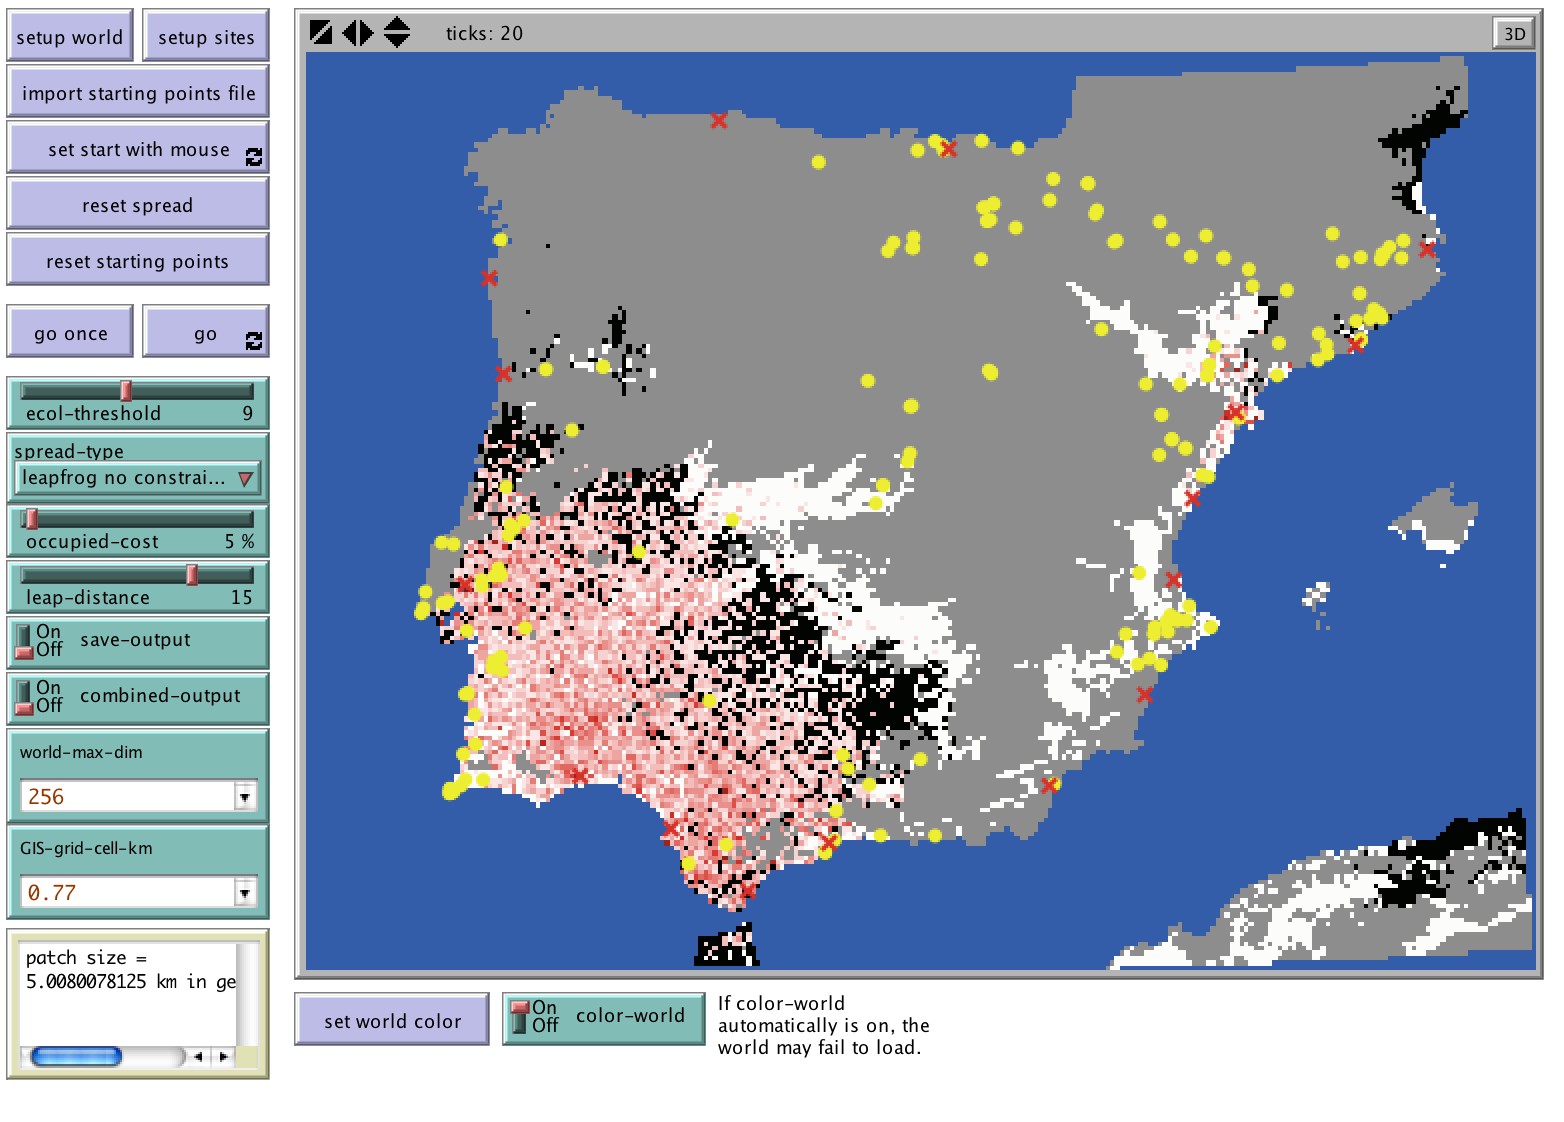 setup world
setup sites
import starting points file
set start with mouse
reset spread
reset starting points
go once
go
ecol-threshold 9
spread-type
leapfrog no constrai...
occupied-cost 5 %
leap-distance 15
On
Off
save-output
On
Off
combined-output
world-max-dim
256
GIS-grid-cell-km
0.77
patch size =
5.0080078125 km in ge
ticks: 20
3D
set world color
On
Off
color-world
If color-world
automatically is on, the
world may fail to load.